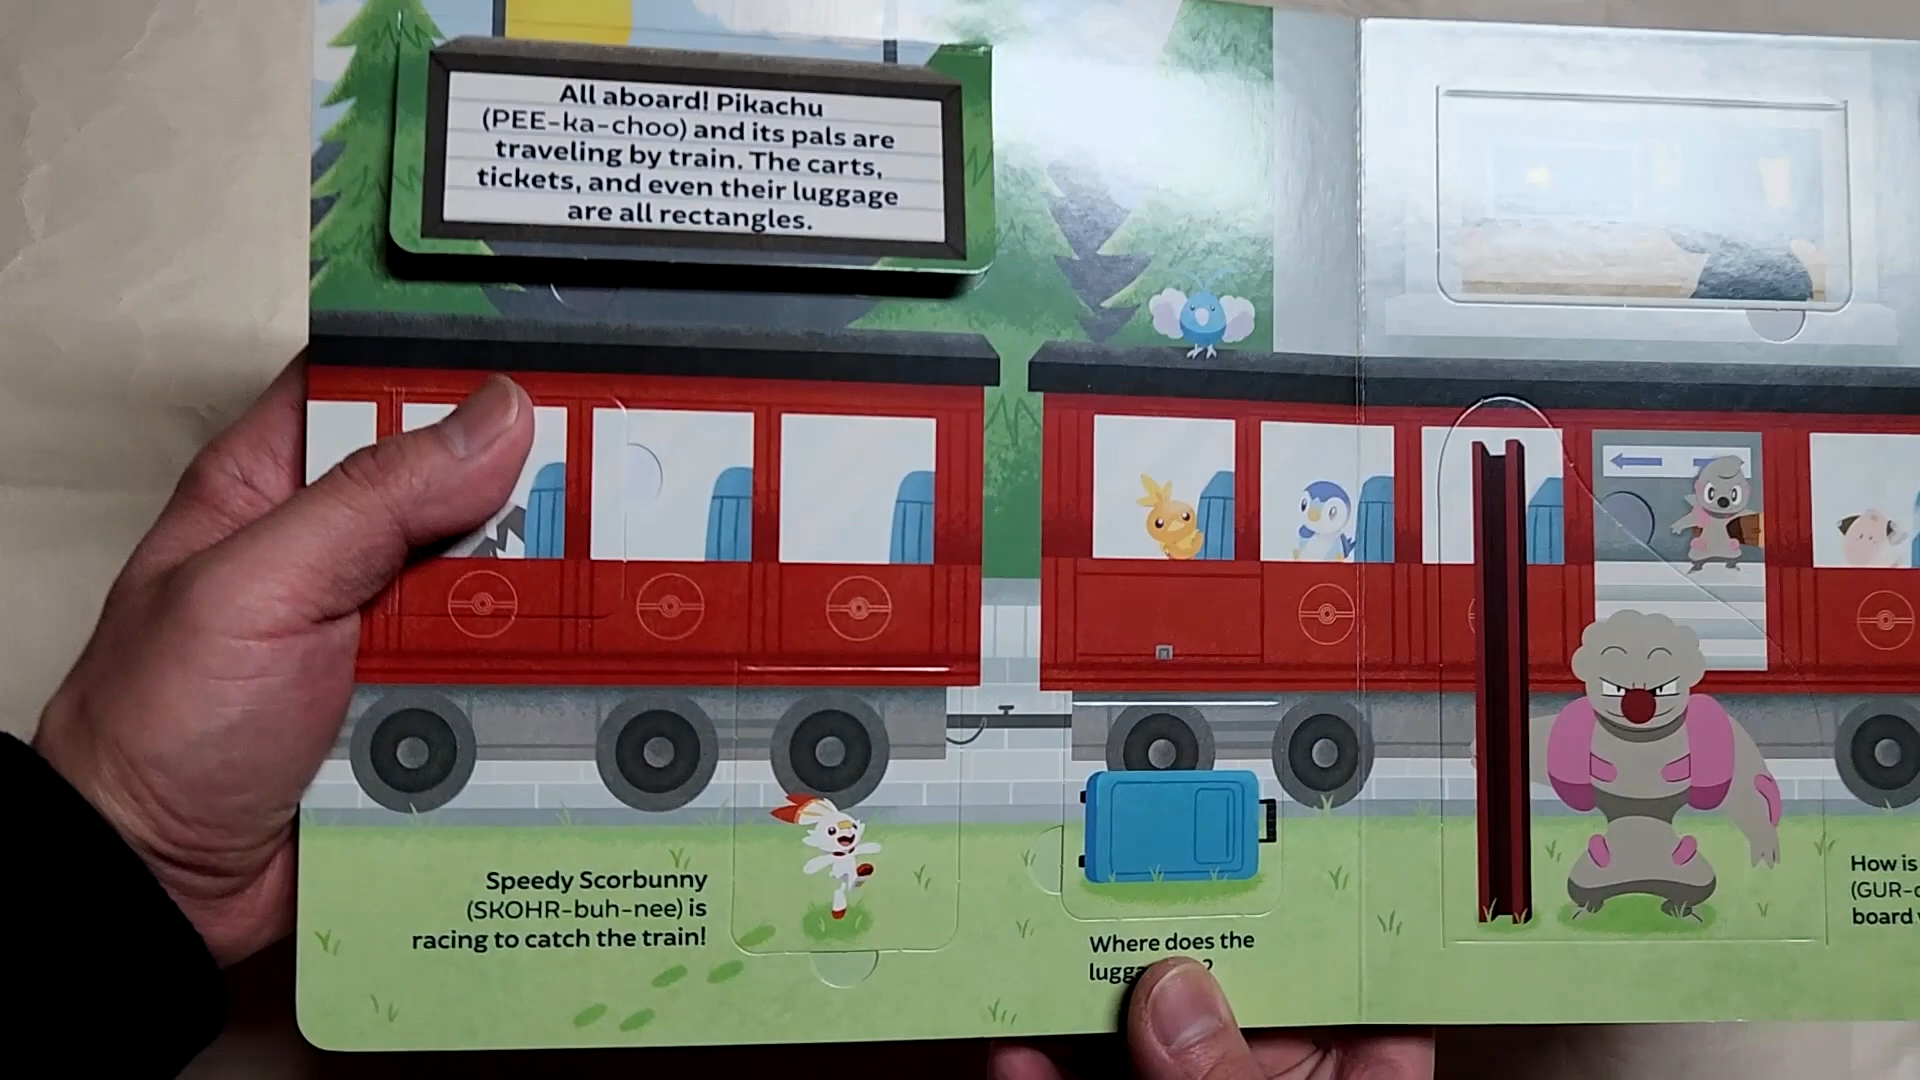 All aboard! Pikachu
(PEE-ka-choo) and its pals are
traveling by train. The carts,
tickets, and even their luggage
are all rectangles.
Speedy Scorbunny
(SKOHR-buh-nee) is
racing to catch the train!
Where does the
How is
board